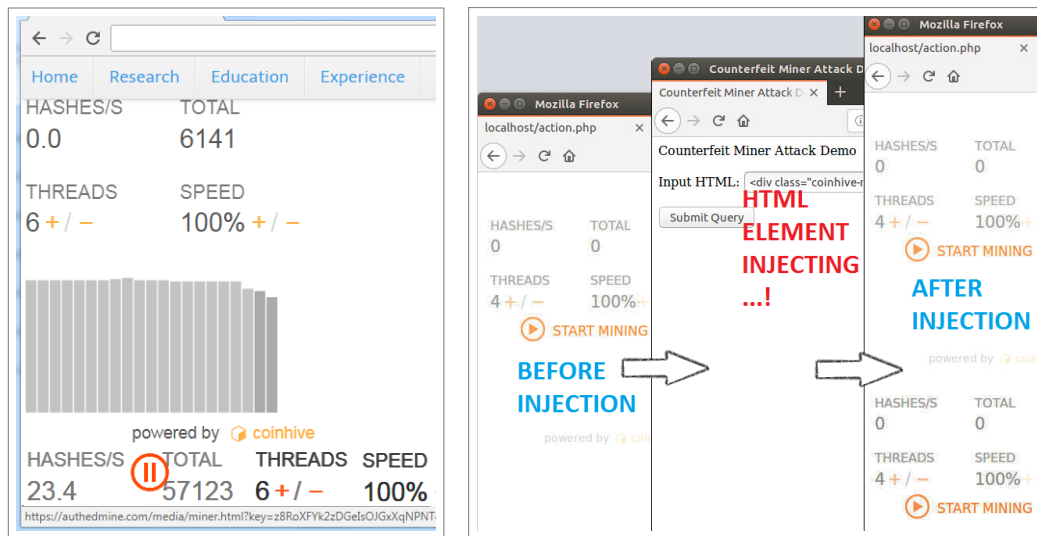 Home Research Education Experience
HASHES/S TOTAL
0.0 6141
THREADS SPEED
6 + / − 100% + / −
powered by coinhive
HASHES/S TOTAL THREADS SPEED
23.4 57123 6 + / − 100%
https://authedmine.com/media/miner.html?key=z8RoXFYk2zDGeIsOJGxXqNPNT
Mozilla Firefox
localhost/action.php ×
HASHES/S TOTAL
0 0
THREADS SPEED
4 + / − 100% +
START MINING
BEFORE
INJECTION
powered by coin
Counterfeit Miner Attack D
Counterfeit Miner Attack D × +
Counterfeit Miner Attack Demo
Input HTML: <div class="coinhive-r
Submit Query
HTML
ELEMENT
INJECTING
...!
Mozilla Firefox
localhost/action.php ×
HASHES/S TOTAL
0 0
THREADS SPEED
4 + / − 100% +
START MINING
AFTER
INJECTION
powered by coin
HASHES/S TOTAL
0 0
THREADS SPEED
4 + / − 100% +
START MINING